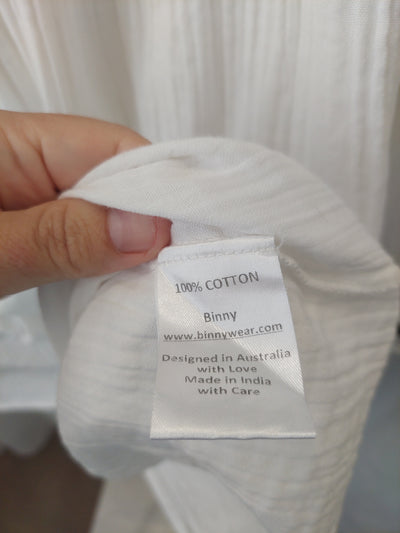 100% COTTON
Binny
www.binnywear.com
Designed in Australia
with Love
Made in India
with Care